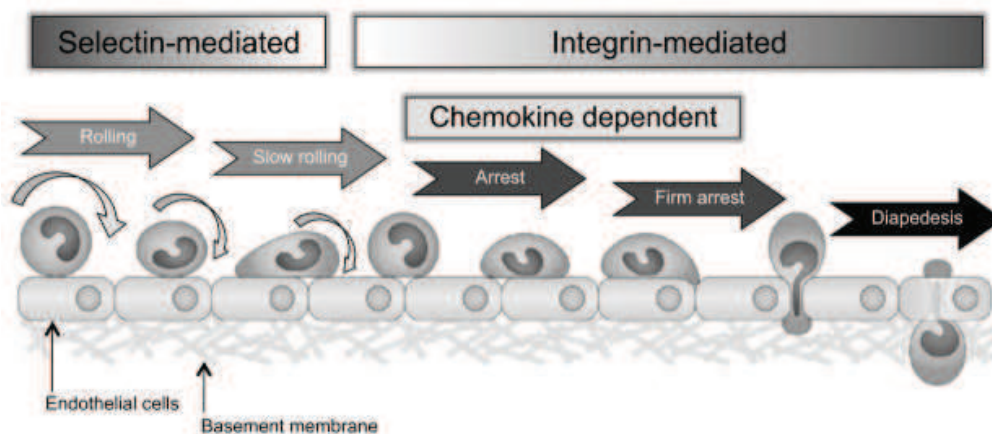 Selectin-mediated
Integrin-mediated
Chemokine dependent
Rolling
Slow rolling
Arrest
Firm arrest
Diapedesis
Endothelial cells
Basement membrane